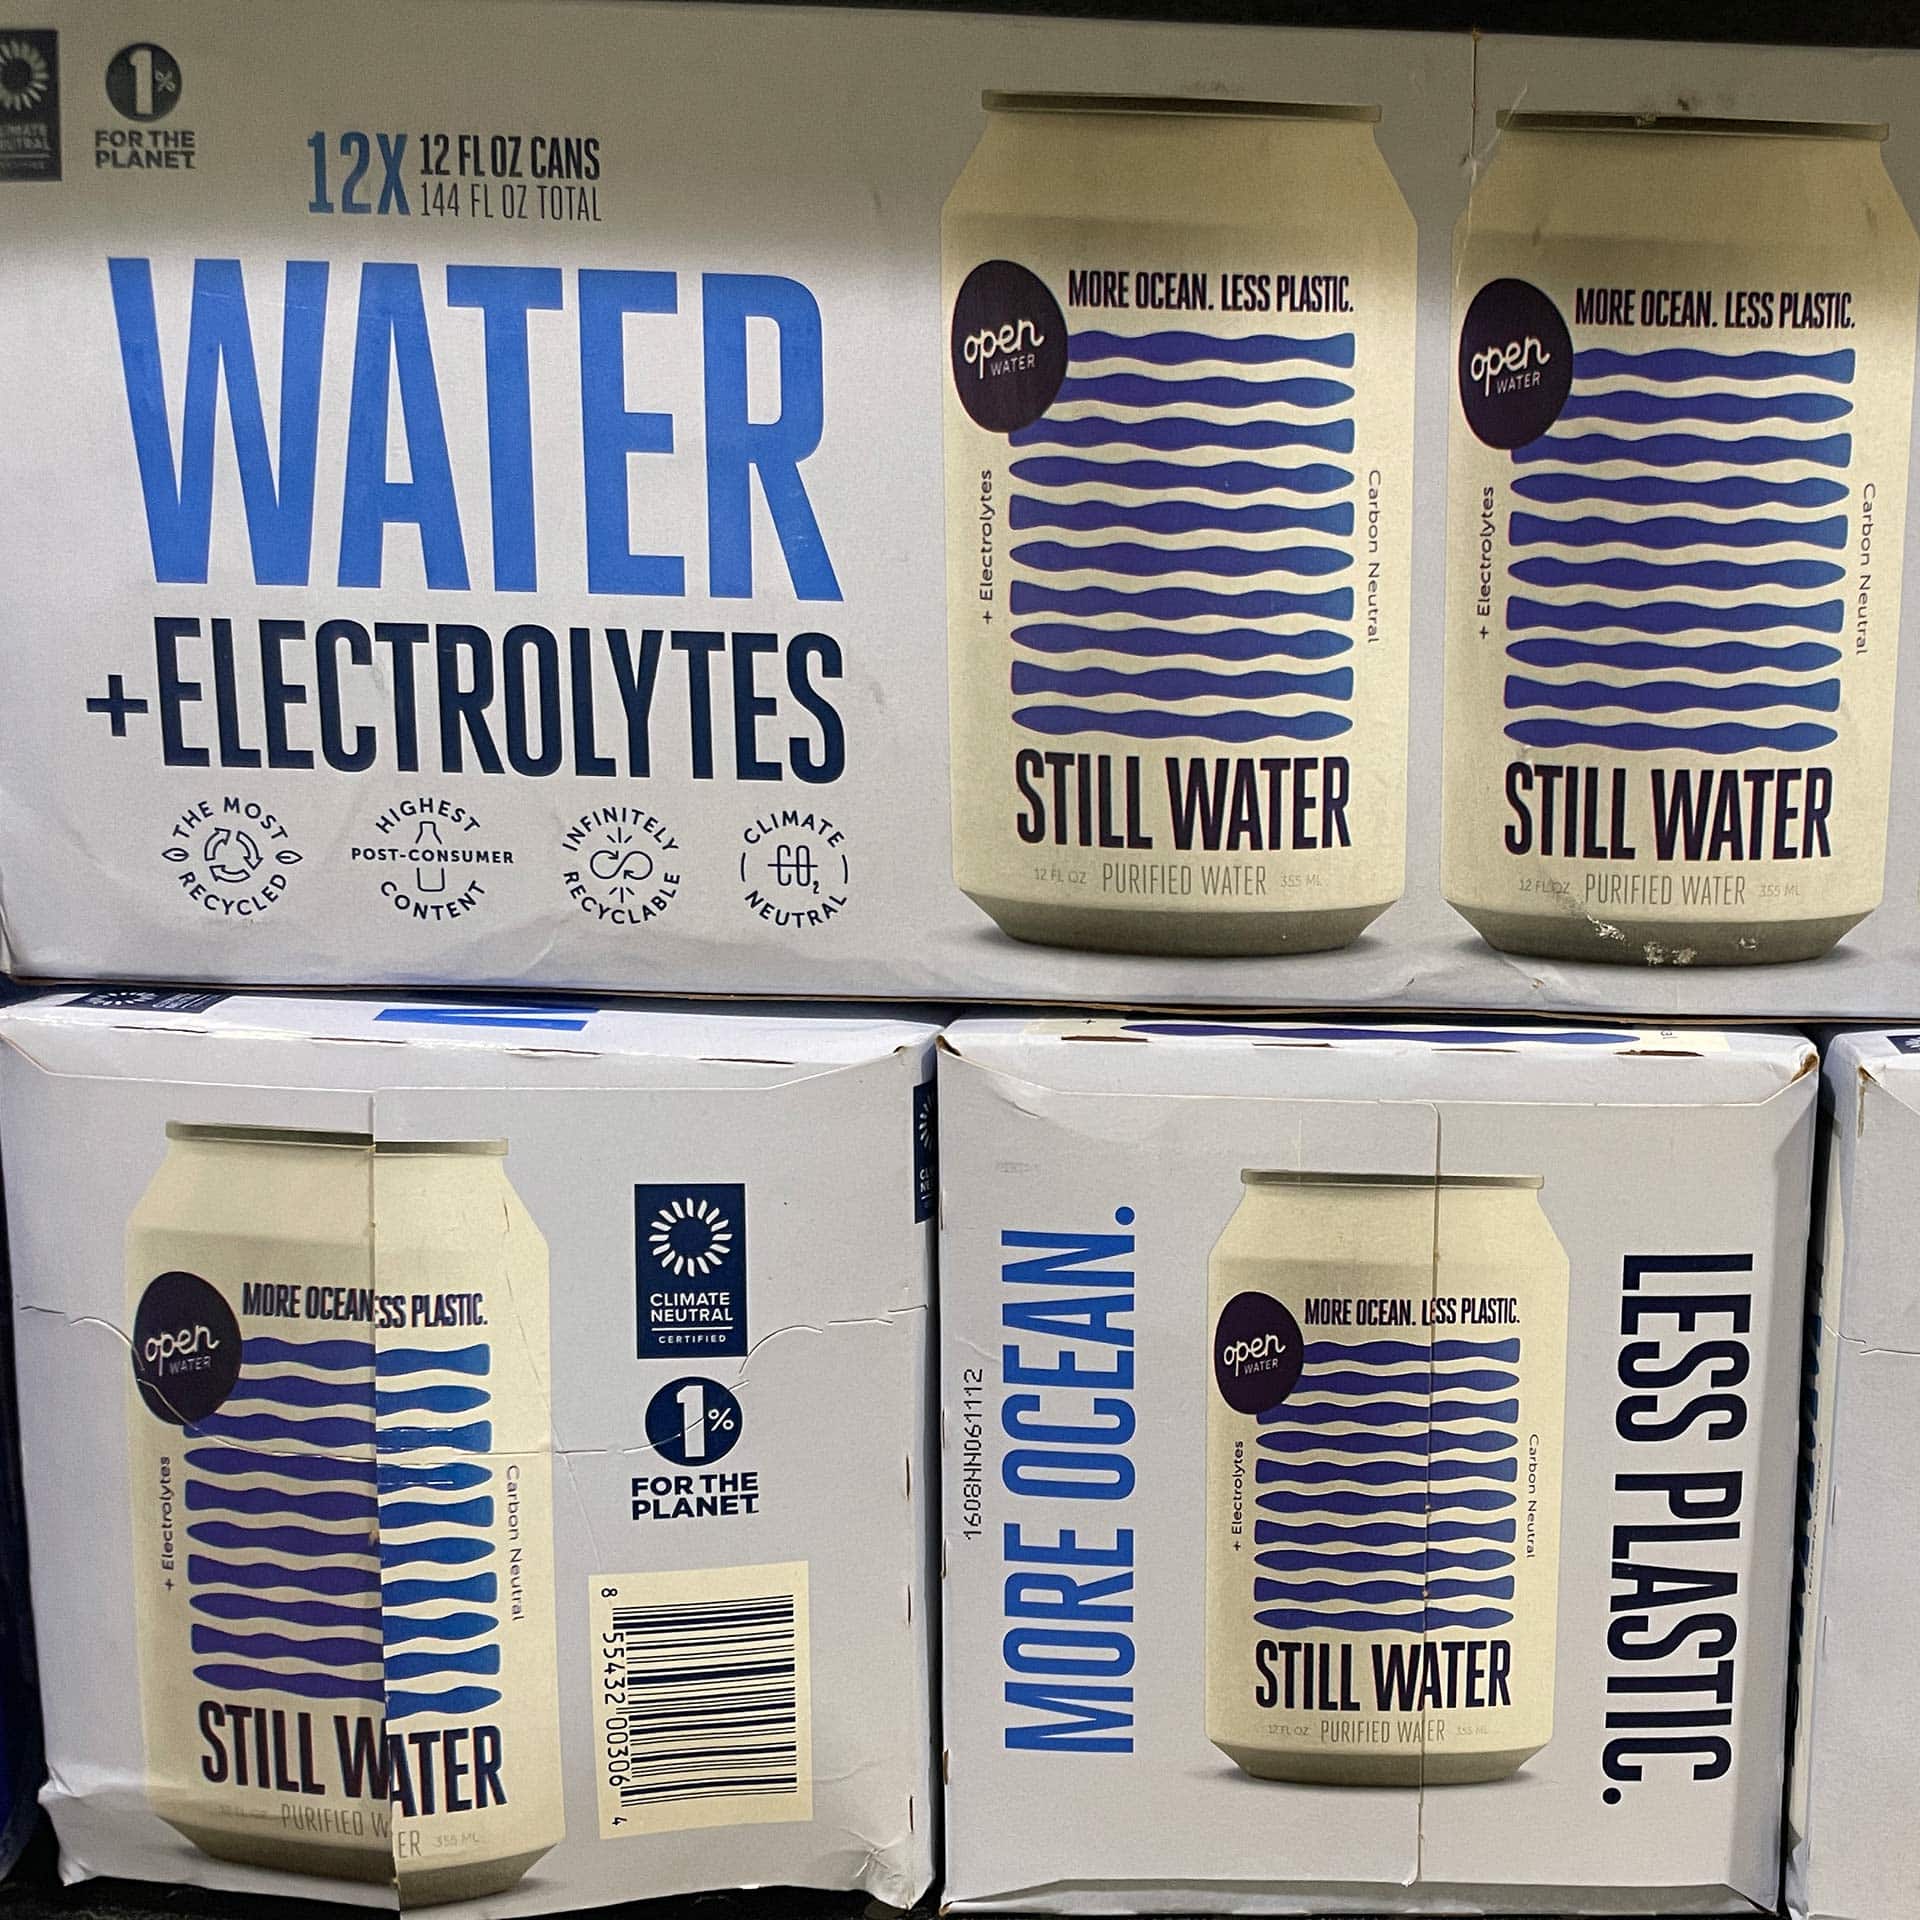 CLIMATE
NEUTRAL
1%
FOR THE
PLANET
12X 12 FL OZ CANS
144 FL OZ TOTAL
WATER
+ELECTROLYTES
THE MOST
RECYCLED
HIGHEST
POST-CONSUMER
CONTENT
INFINITELY
RECYCLABLE
CLIMATE
CO2
NEUTRAL
MORE OCEAN. LESS PLASTIC.
open
WATER
+ Electrolytes
Carbon Neutral
STILL WATER
12 FL OZ PURIFIED WATER 355 ML
MORE OCEAN. LESS PLASTIC.
open
WATER
+ Electrolytes
Carbon Neutral
STILL WATER
12 FL OZ PURIFIED WATER 355 ML
MORE OCEAN ESS PLASTIC.
open
WATER
+ Electrolytes
Carbon Neutral
STILL WATER
PURIFIED W ER 355 ML
CLIMATE
NEUTRAL
CERTIFIED
1%
FOR THE
PLANET
8 55432 00306 4
1608NN061112
MORE OCEAN.
MORE OCEAN. LESS PLASTIC.
open
WATER
+ Electrolytes
Carbon Neutral
STILL WATER
12 FL OZ PURIFIED WATER 355 ML
LESS PLASTIC.